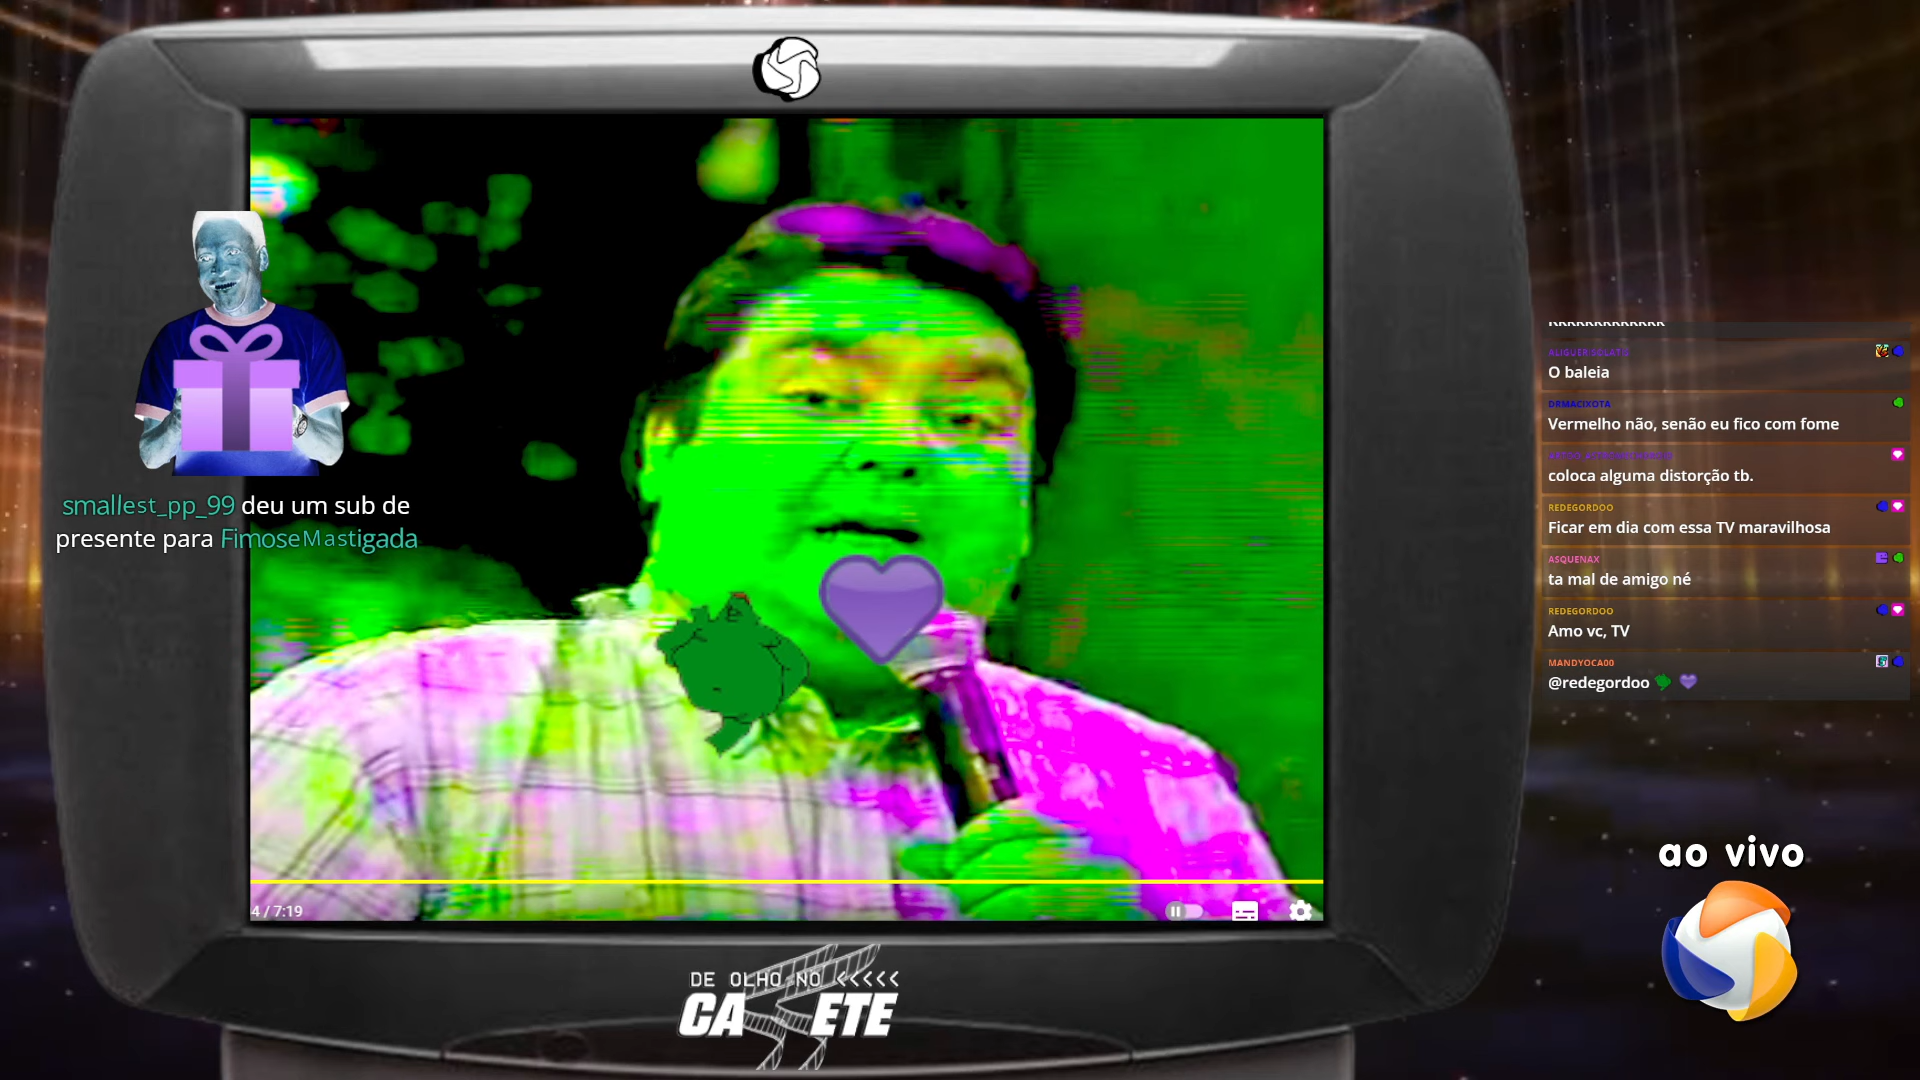 smallest_pp_99 deu um sub de
presente para FimoseMastigada
4 / 7:19
DE OLHO NO <<<<<
CA ETE
kkkkkkkkkkkkk
ALIGUERISOLATO
O baleia
DRMACIXOTA
Vermelho não, senão eu fico com fome
coloca alguma distorção tb.
REDEGORDOO
Ficar em dia com essa TV maravilhosa
ASQUENAX
ta mal de amigo né
REDEGORDOO
Amo vc, TV
MANDYOCA00
@redegordoo
ao vivo